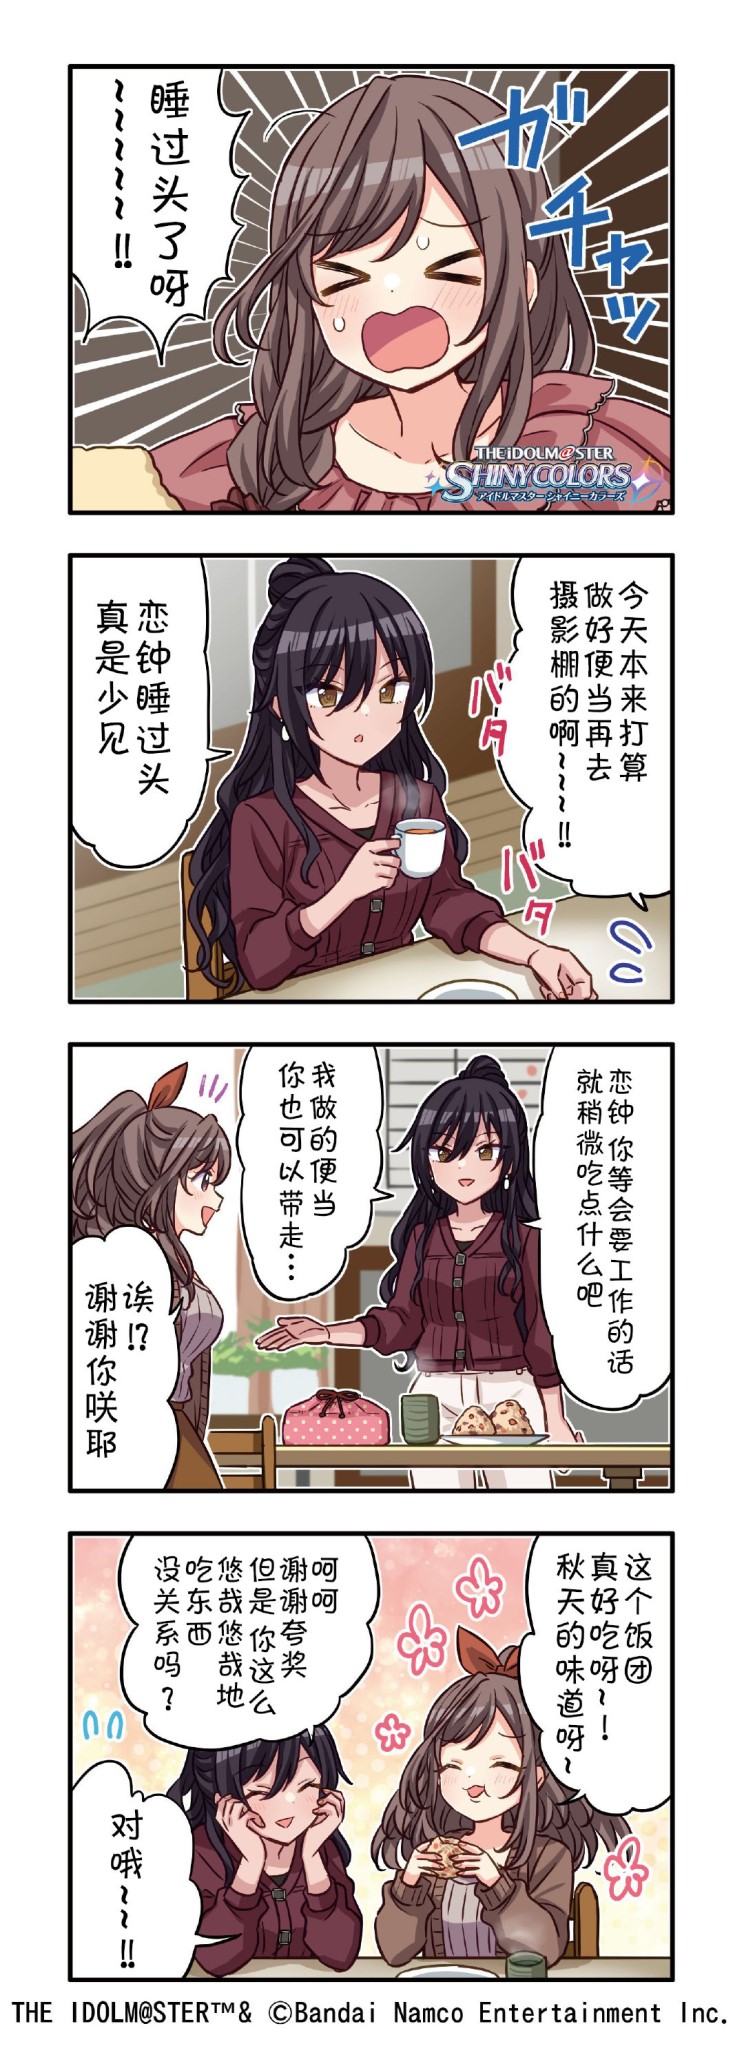 睡过头了呀
~~~~~~!!
ガチャッ
THE iDOLM@STER
SHINYCOLORS
アイドルマスター シャイニーカラーズ
今天本来打算
做好便当再去
摄影棚的啊~~~!!
バタ
バタ
恋钟睡过头
真是少见
恋钟 你等会要工作的话
就稍微吃点什么吧
我做的便当
你也可以带走…
诶!?
谢谢你咲耶
这个饭团
真好吃呀~!
秋天的味道呀~
呵呵
谢谢夸奖
但是你这么
悠哉悠哉地
吃东西
没关系吗?
对哦~~!!
THE IDOLM@STER™& ©Bandai Namco Entertainment Inc.